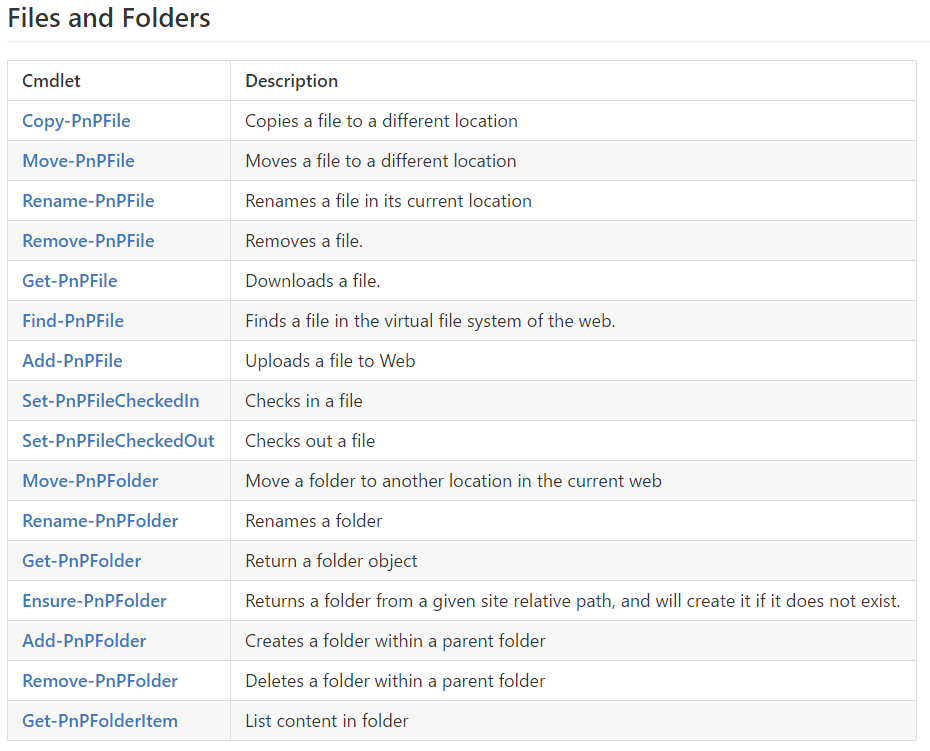 Files and Folders
Cmdlet Description
Copy-PnPFile Copies a file to a different location
Move-PnPFile Moves a file to a different location
Rename-PnPFile Renames a file in its current location
Remove-PnPFile Removes a file.
Get-PnPFile Downloads a file.
Find-PnPFile Finds a file in the virtual file system of the web.
Add-PnPFile Uploads a file to Web
Set-PnPFileCheckedIn Checks in a file
Set-PnPFileCheckedOut Checks out a file
Move-PnPFolder Move a folder to another location in the current web
Rename-PnPFolder Renames a folder
Get-PnPFolder Return a folder object
Ensure-PnPFolder Returns a folder from a given site relative path, and will create it if it does not exist.
Add-PnPFolder Creates a folder within a parent folder
Remove-PnPFolder Deletes a folder within a parent folder
Get-PnPFolderItem List content in folder